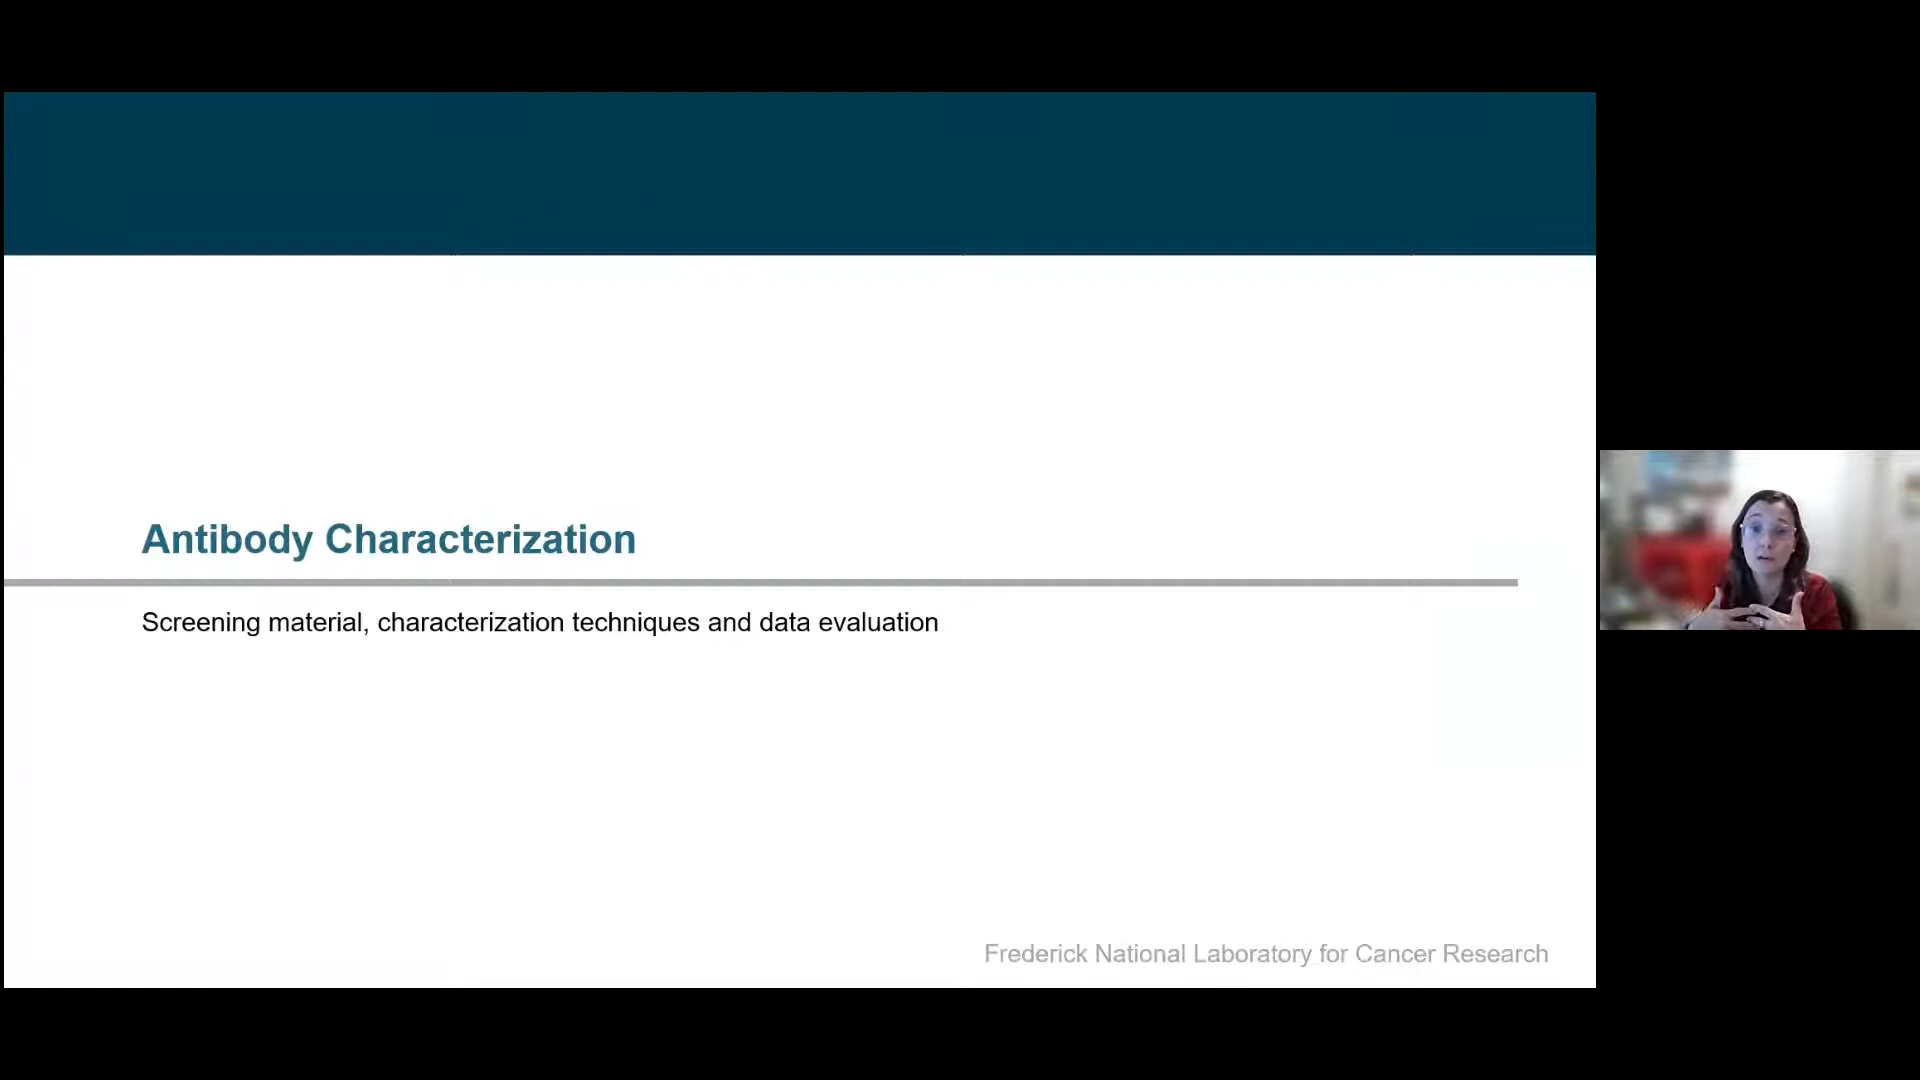 Antibody Characterization
Screening material, characterization techniques and data evaluation
Frederick National Laboratory for Cancer Research